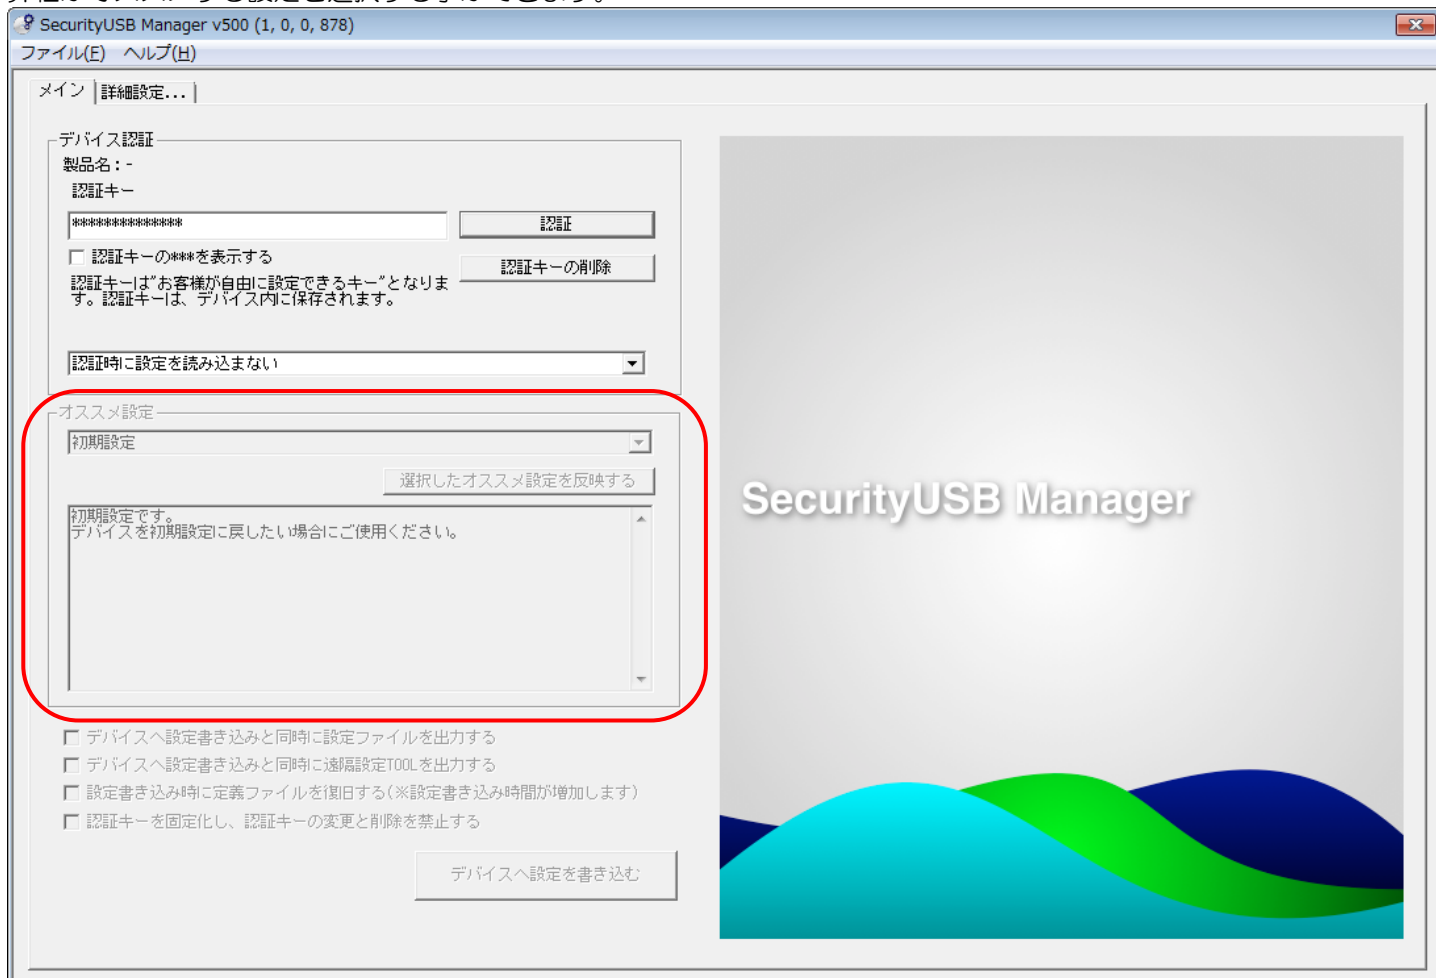 SecurityUSB Manager v500 (1, 0, 0, 878)
ファイル(F) ヘルプ(H)
メイン 詳細設定...
デバイス認証
製品名：-
認証キー
**************
認証
認証キーの***を表示する
認証キーの削除
認証キーは"お客様が自由に設定できるキー"となりま
す。認証キーは、デバイス内に保存されます。
認証時に設定を読み込まない
オススメ設定
初期設定
選択したオススメ設定を反映する
初期設定です。
デバイスを初期設定に戻したい場合にご使用ください。
SecurityUSB Manager
デバイスへ設定書き込みと同時に設定ファイルを出力する
デバイスへ設定書き込みと同時に遠隔設定TOOLを出力する
設定書き込み時に定義ファイルを復旧する(※設定書き込み時間が増加します)
認証キーを固定化し、認証キーの変更と削除を禁止する
デバイスへ設定を書き込む